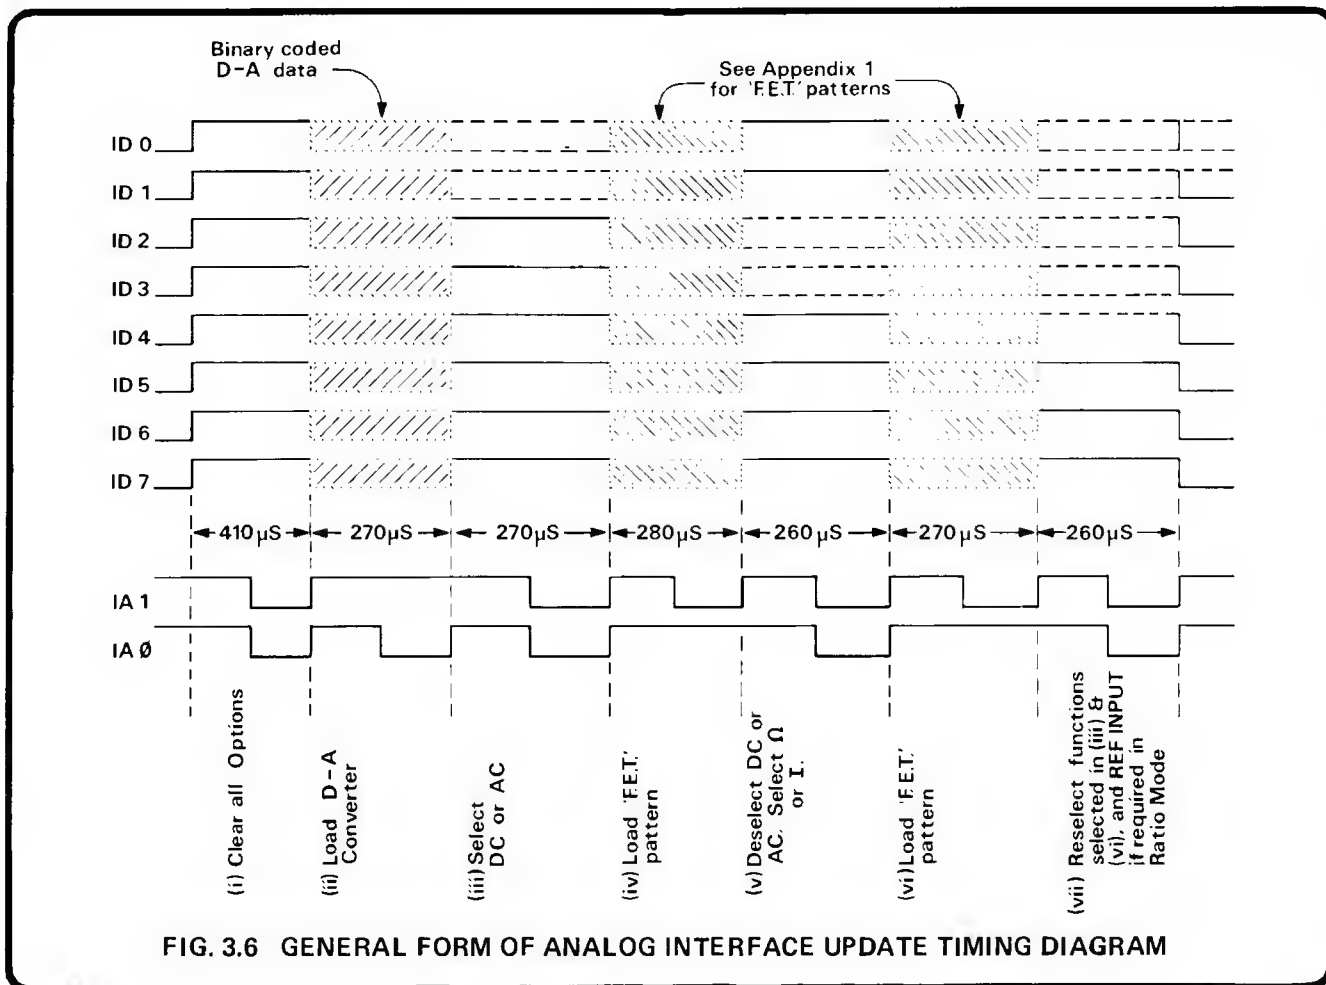 Binary coded
D-A data
See Appendix 1
for 'F.E.T.' patterns
ID 0
ID 1
ID 2
ID 3
ID 4
ID 5
ID 6
ID 7
410µS
270µS
270µS
280µS
260µS
270µS
260µS
IA 1
IA Ø
(i) Clear all Options
(ii) Load D-A
Converter
(iii) Select
DC or AC
(iv) Load 'F.E.T.'
pattern
(v) Deselect DC or
AC. Select Ω
or I.
(vi) Load 'F.E.T.'
pattern
(vii) Reselect functions
selected in (iii) &
(vi), and REF INPUT
if required in
Ratio Mode
FIG. 3.6 GENERAL FORM OF ANALOG INTERFACE UPDATE TIMING DIAGRAM